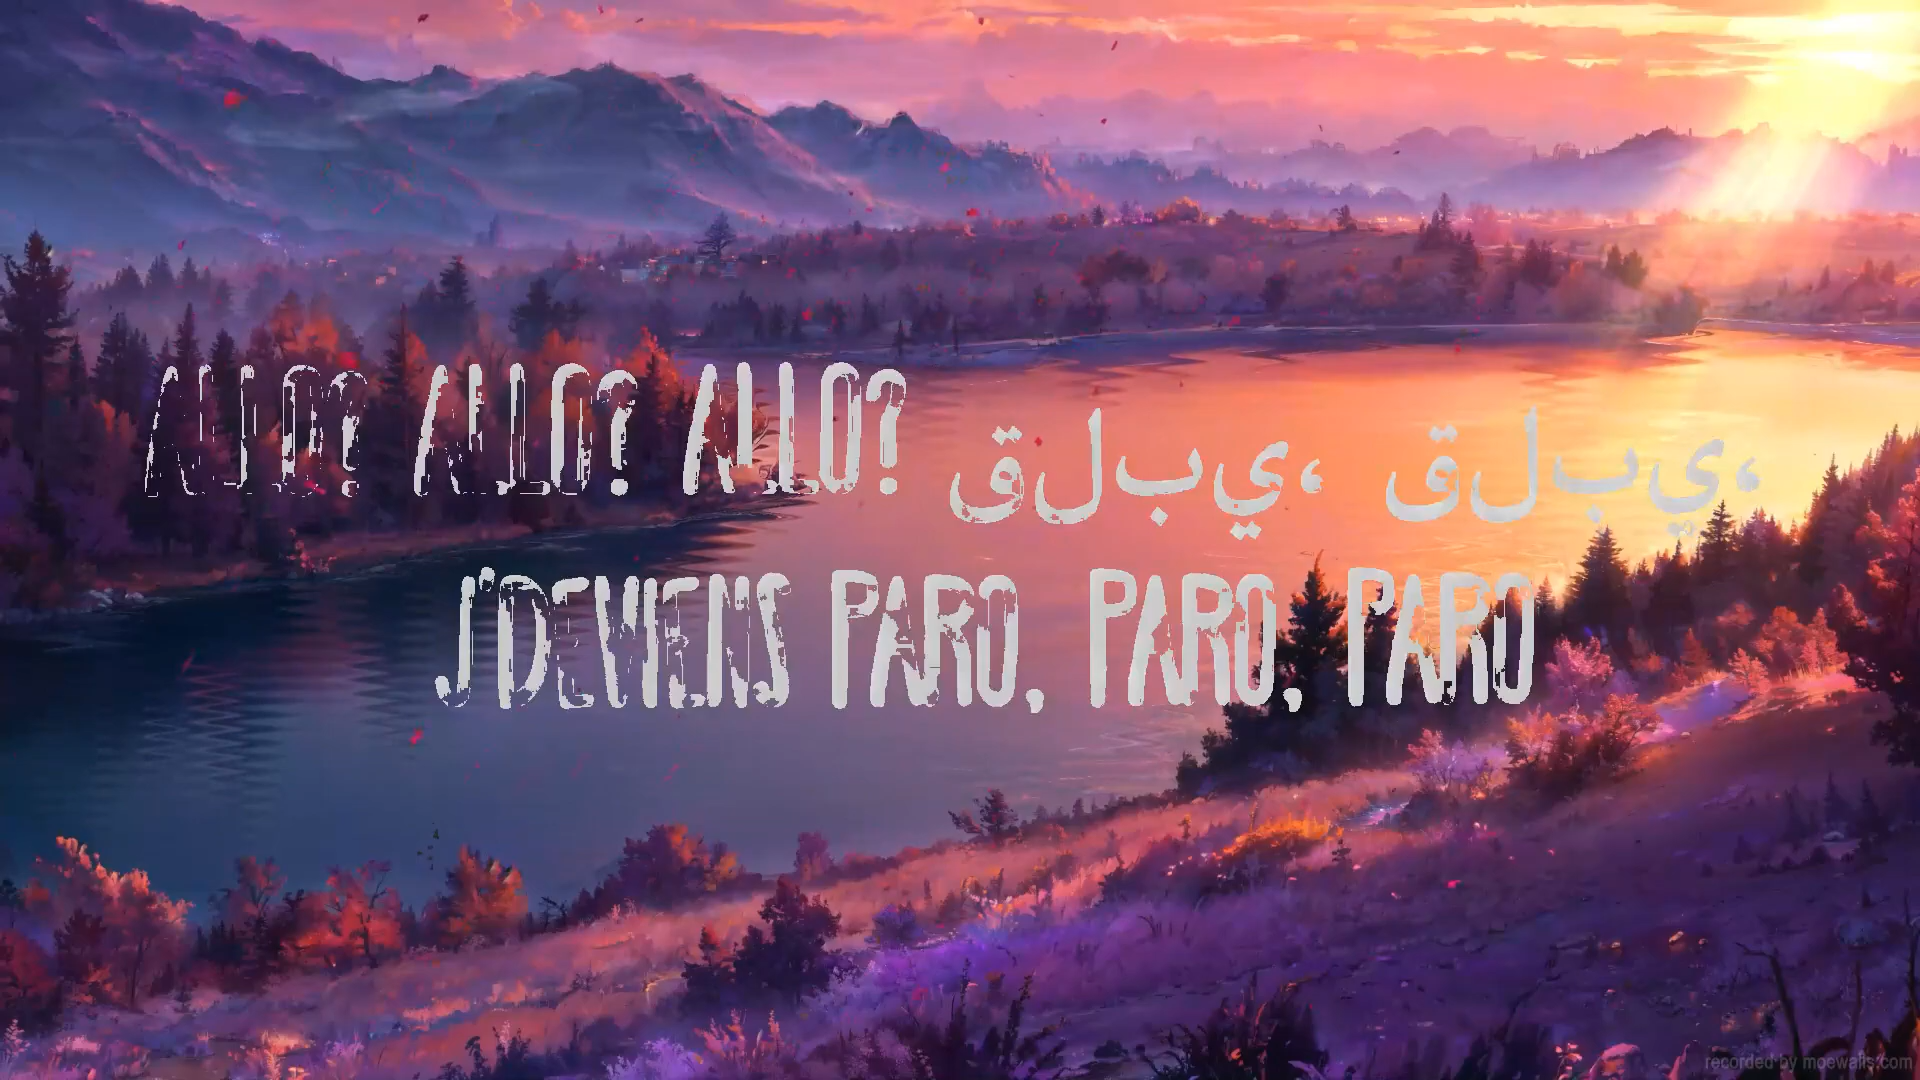 ALLO? ALLO? ALLO? قلبي، قلبي،
J'DEVIENS PARO, PARO, PARO
recorded by moewalls.com